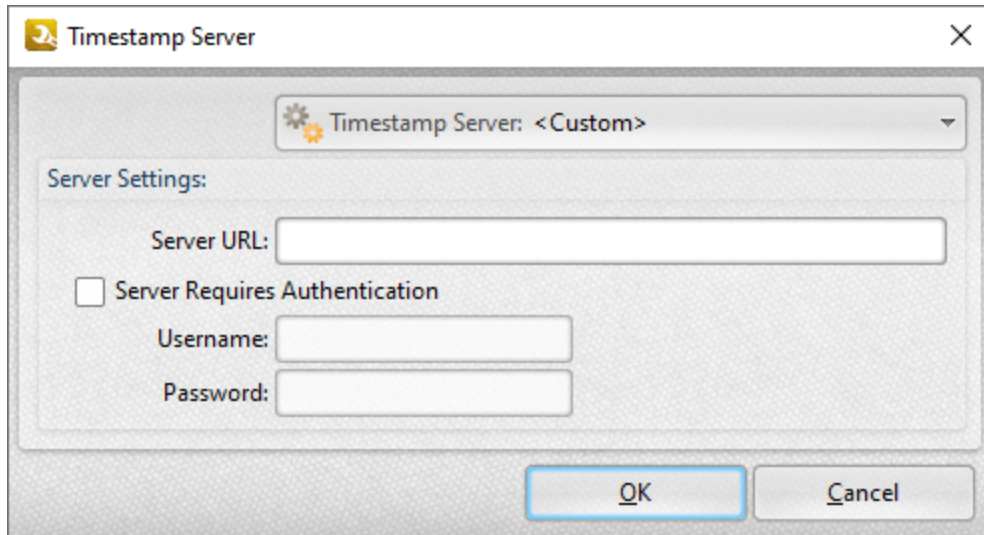 Timestamp Server
Timestamp Server: <Custom>
Server Settings:
Server URL:
Server Requires Authentication
Username:
Password:
OK Cancel